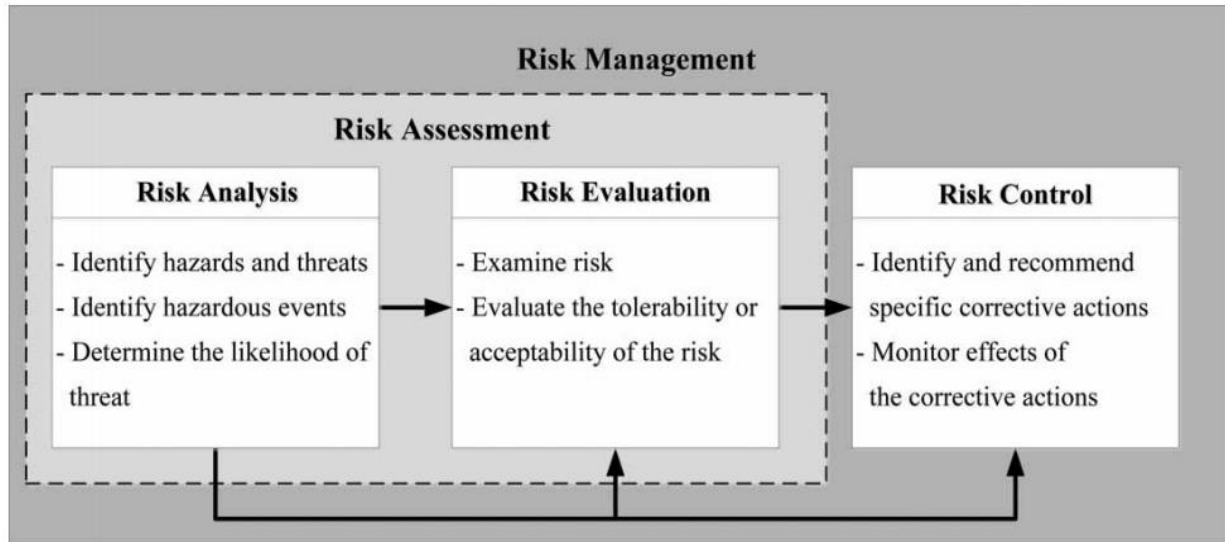 Risk Management
Risk Assessment
Risk Analysis
- Identify hazards and threats
- Identify hazardous events
- Determine the likelihood of
threat
Risk Evaluation
- Examine risk
- Evaluate the tolerability or
acceptability of the risk
Risk Control
- Identify and recommend
specific corrective actions
- Monitor effects of
the corrective actions